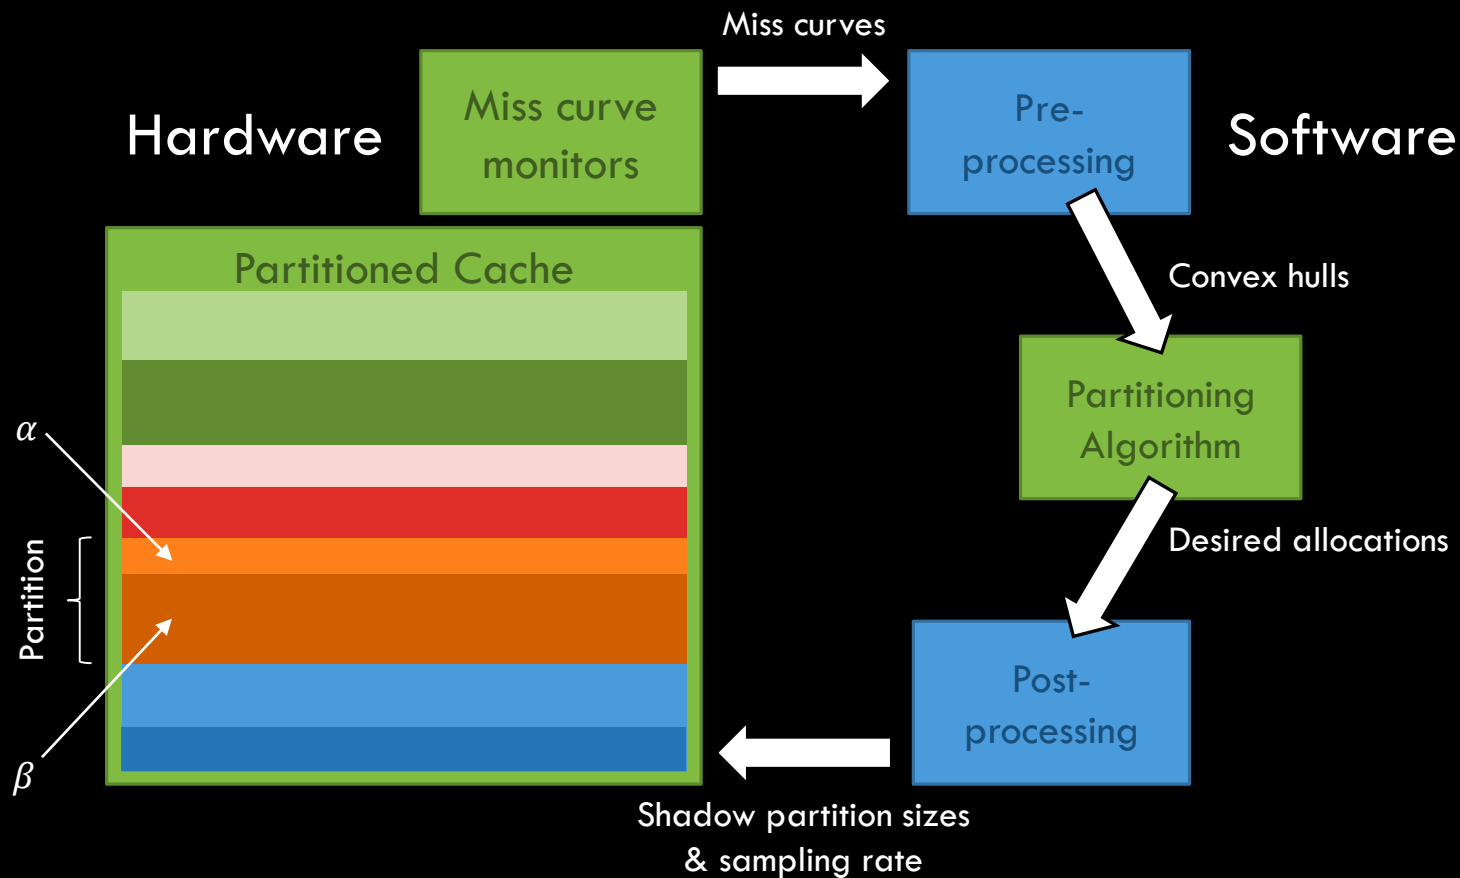 Miss curves
Hardware
Miss curve
monitors
Pre-
processing
Software
Partitioned Cache
Convex hulls
Partitioning
Algorithm
α
Partition
β
Desired allocations
Post-
processing
Shadow partition sizes
& sampling rate